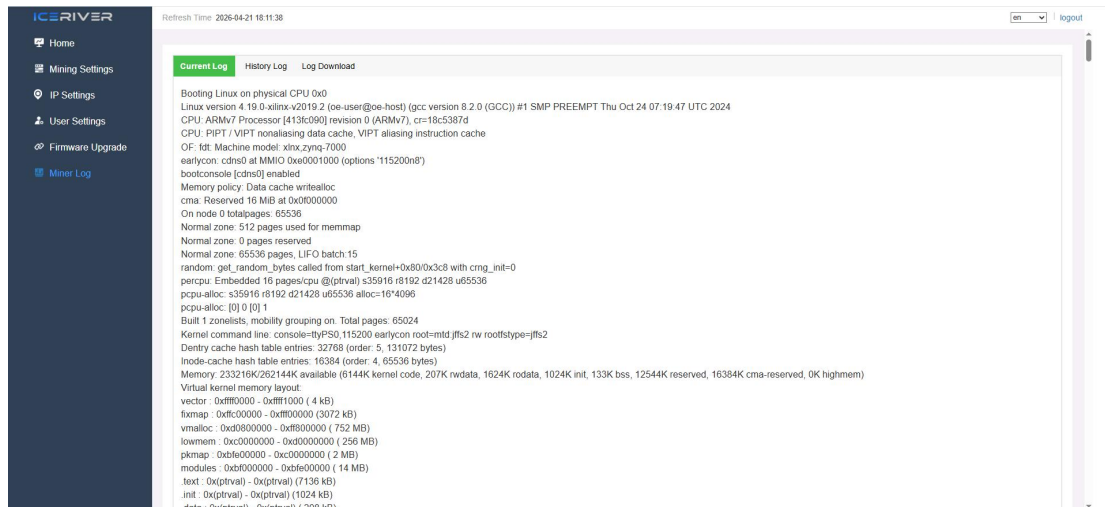 ICERIVER
Refresh Time 2026-04-21 18:11:38
en
logout
Home
Mining Settings
IP Settings
User Settings
Firmware Upgrade
Miner Log
Current Log
History Log
Log Download
Booting Linux on physical CPU 0x0
Linux version 4.19.0-xilinx-v2019.2 (oe-user@oe-host) (gcc version 8.2.0 (GCC)) #1 SMP PREEMPT Thu Oct 24 07:19:47 UTC 2024
CPU: ARMv7 Processor [413fc090] revision 0 (ARMv7), cr=18c5387d
CPU: PIPT / VIPT nonaliasing data cache, VIPT aliasing instruction cache
OF: fdt: Machine model: xlnx,zynq-7000
earlycon: cdns0 at MMIO 0xe0001000 (options '115200n8')
bootconsole [cdns0] enabled
Memory policy: Data cache writealloc
cma: Reserved 16 MiB at 0x0f000000
On node 0 totalpages: 65536
Normal zone: 512 pages used for memmap
Normal zone: 0 pages reserved
Normal zone: 65536 pages, LIFO batch:15
random: get_random_bytes called from start_kernel+0x80/0x3c8 with crng_init=0
percpu: Embedded 16 pages/cpu @(ptrval) s35916 r8192 d21428 u65536
pcpu-alloc: s35916 r8192 d21428 u65536 alloc=16*4096
pcpu-alloc: [0] 0 [0] 1
Built 1 zonelists, mobility grouping on. Total pages: 65024
Kernel command line: console=ttyPS0,115200 earlycon root=mtd:jffs2 rw rootfstype=jffs2
Dentry cache hash table entries: 32768 (order: 5, 131072 bytes)
Inode-cache hash table entries: 16384 (order: 4, 65536 bytes)
Memory: 233216K/262144K available (6144K kernel code, 207K rwdata, 1624K rodata, 1024K init, 133K bss, 12544K reserved, 16384K cma-reserved, 0K highmem)
Virtual kernel memory layout:
vector : 0xffff0000 - 0xffff1000 ( 4 kB)
fixmap : 0xffc00000 - 0xfff00000 (3072 kB)
vmalloc : 0xd0800000 - 0xff800000 ( 752 MB)
lowmem : 0xc0000000 - 0xd0000000 ( 256 MB)
pkmap : 0xbfe00000 - 0xc0000000 ( 2 MB)
modules : 0xbf000000 - 0xbfe00000 ( 14 MB)
.text : 0x(ptrval) - 0x(ptrval) (7136 kB)
.init : 0x(ptrval) - 0x(ptrval) (1024 kB)